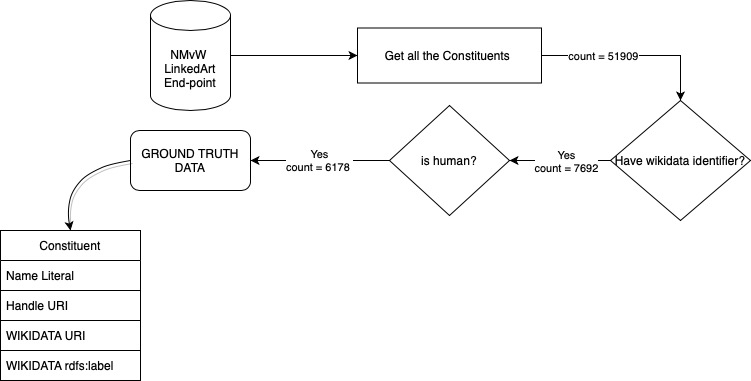 NMvW
LinkedArt
End-point
Get all the Constituents
count = 51909
Have wikidata identifier?
Yes
count = 7692
is human?
Yes
count = 6178
GROUND TRUTH
DATA
Constituent
Name Literal
Handle URI
WIKIDATA URI
WIKIDATA rdfs:label